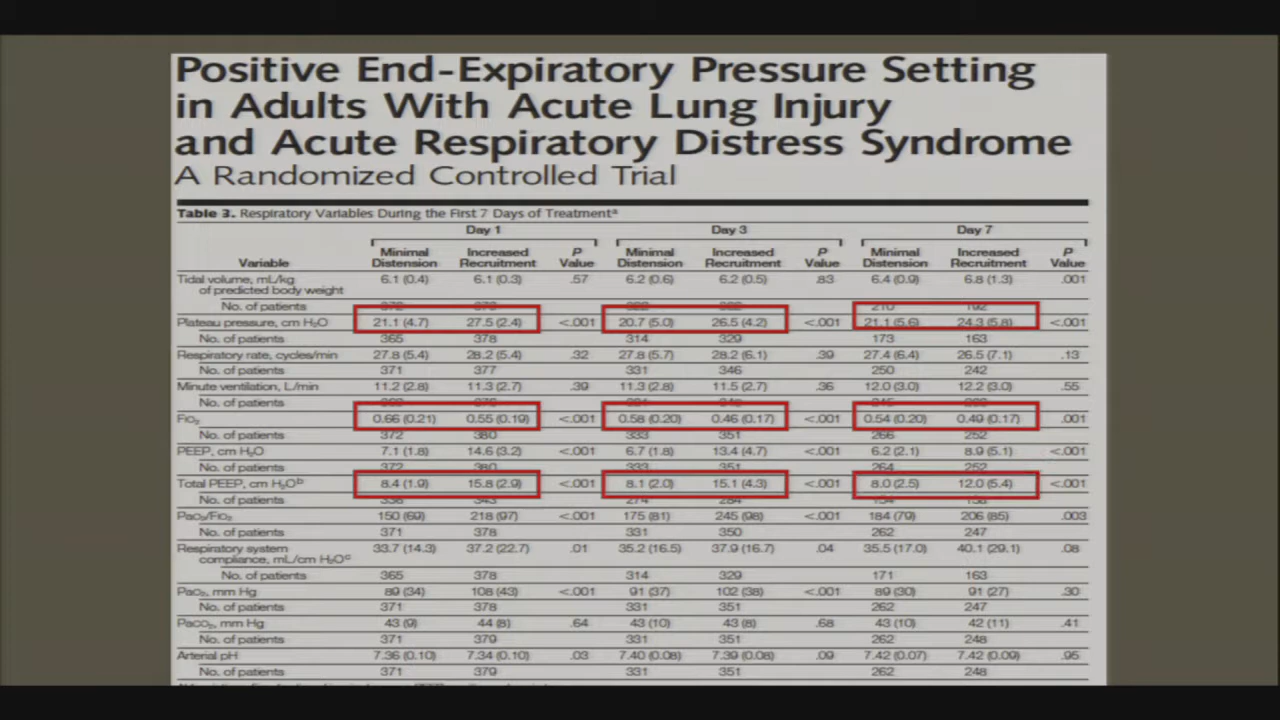 Positive End-Expiratory Pressure Setting
in Adults With Acute Lung Injury
and Acute Respiratory Distress Syndrome
A Randomized Controlled Trial
Table 3. Respiratory Variables During the First 7 Days of Treatmentᵃ
Day 1 Day 3 Day 7
Variable Minimal Distension Increased Recruitment P Value Minimal Distension Increased Recruitment P Value Minimal Distension Increased Recruitment P Value
Tidal volume, mL/kg 6.1 (0.4) 6.1 (0.3) .57 6.2 (0.6) 6.2 (0.5) .83 6.4 (0.9) 6.8 (1.3) .001
of predicted body weight
No. of patients 210 192
Plateau pressure, cm H₂O 21.1 (4.7) 27.5 (2.4) <.001 20.7 (5.0) 26.5 (4.2) <.001 21.1 (5.6) 24.3 (5.8) <.001
No. of patients 365 378 314 329 173 163
Respiratory rate, cycles/min 27.8 (5.4) 28.2 (5.4) .32 27.8 (5.7) 28.2 (6.1) .39 27.4 (6.4) 26.5 (7.1) .13
No. of patients 371 377 331 346 250 242
Minute ventilation, L/min 11.2 (2.8) 11.3 (2.7) .39 11.3 (2.8) 11.5 (2.7) .36 12.0 (3.0) 12.2 (3.0) .55
No. of patients
Fio₂ 0.66 (0.21) 0.55 (0.19) <.001 0.58 (0.20) 0.46 (0.17) <.001 0.54 (0.20) 0.49 (0.17) .001
No. of patients 372 380 333 351 266 252
PEEP, cm H₂O 7.1 (1.8) 14.6 (3.2) <.001 6.7 (1.8) 13.4 (4.7) <.001 6.2 (2.1) 8.9 (5.1) <.001
No. of patients 372 380 333 351 264 252
Total PEEP, cm H₂Oᵇ 8.4 (1.9) 15.8 (2.9) <.001 8.1 (2.0) 15.1 (4.3) <.001 8.0 (2.5) 12.0 (5.4) <.001
No. of patients
Pao₂/Fio₂ 150 (69) 218 (97) <.001 175 (81) 245 (98) <.001 184 (79) 206 (85) .003
No. of patients 371 378 331 350 262 247
Respiratory system 33.7 (14.3) 37.2 (22.7) .01 35.2 (16.5) 37.9 (16.7) .04 35.5 (17.0) 40.1 (29.1) .08
compliance, mL/cm H₂Oᶜ
No. of patients 365 378 314 329 171 163
Pao₂, mm Hg 89 (34) 108 (43) <.001 91 (37) 102 (38) <.001 89 (30) 91 (27) .30
No. of patients 371 378 331 351 262 247
Paco₂, mm Hg 43 (9) 44 (8) .64 43 (10) 43 (8) .68 43 (10) 42 (11) .41
No. of patients 371 379 331 351 262 248
Arterial pH 7.36 (0.10) 7.34 (0.10) .03 7.40 (0.08) 7.39 (0.08) .09 7.42 (0.07) 7.42 (0.09) .95
No. of patients 371 379 331 351 262 248